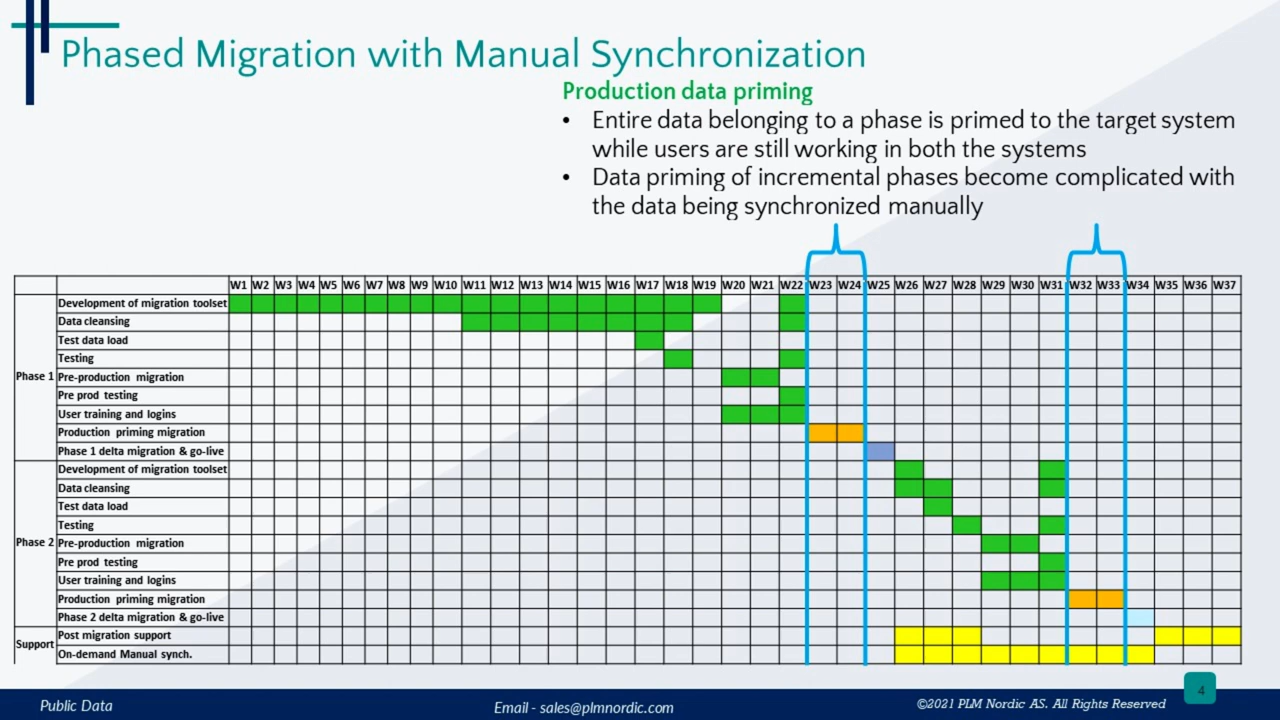 Phased Migration with Manual Synchronization
Production data priming
• Entire data belonging to a phase is primed to the target system
while users are still working in both the systems
• Data priming of incremental phases become complicated with
the data being synchronized manually
W1 W2 W3 W4 W5 W6 W7 W8 W9 W10 W11 W12 W13 W14 W15 W16 W17 W18 W19 W20 W21 W22 W23 W24 W25 W26 W27 W28 W29 W30 W31 W32 W33 W34 W35 W36 W37
Phase 1
Development of migration toolset
Data cleansing
Test data load
Testing
Pre-production migration
Pre prod testing
User training and logins
Production priming migration
Phase 1 delta migration & go-live
Phase 2
Development of migration toolset
Data cleansing
Test data load
Testing
Pre-production migration
Pre prod testing
User training and logins
Production priming migration
Phase 2 delta migration & go-live
Support
Post migration support
On-demand Manual synch.
4
Public Data
Email - sales@plmnordic.com
©2021 PLM Nordic AS. All Rights Reserved